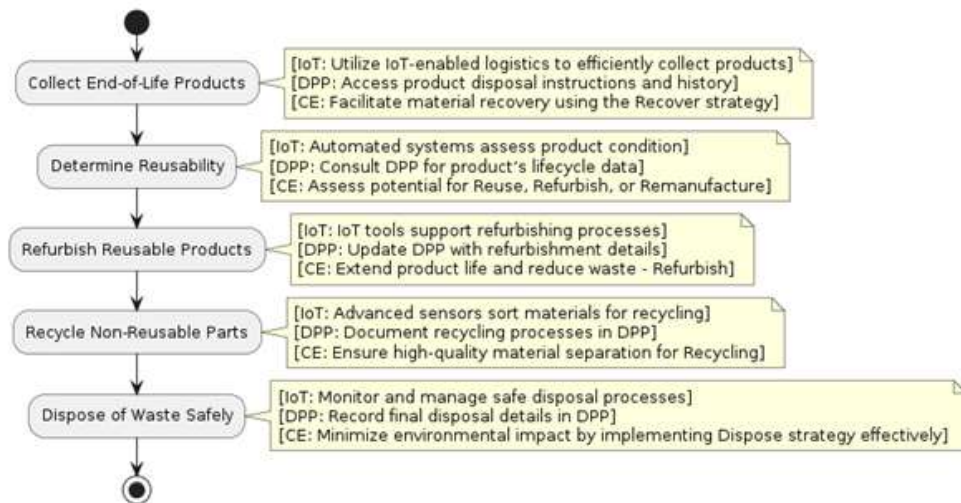 Collect End-of-Life Products
[IoT: Utilize IoT-enabled logistics to efficiently collect products]
[DPP: Access product disposal instructions and history]
[CE: Facilitate material recovery using the Recover strategy]
Determine Reusability
[IoT: Automated systems assess product condition]
[DPP: Consult DPP for product's lifecycle data]
[CE: Assess potential for Reuse, Refurbish, or Remanufacture]
Refurbish Reusable Products
[IoT: IoT tools support refurbishing processes]
[DPP: Update DPP with refurbishment details]
[CE: Extend product life and reduce waste - Refurbish]
Recycle Non-Reusable Parts
[IoT: Advanced sensors sort materials for recycling]
[DPP: Document recycling processes in DPP]
[CE: Ensure high-quality material separation for Recycling]
Dispose of Waste Safely
[IoT: Monitor and manage safe disposal processes]
[DPP: Record final disposal details in DPP]
[CE: Minimize environmental impact by implementing Dispose strategy effectively]